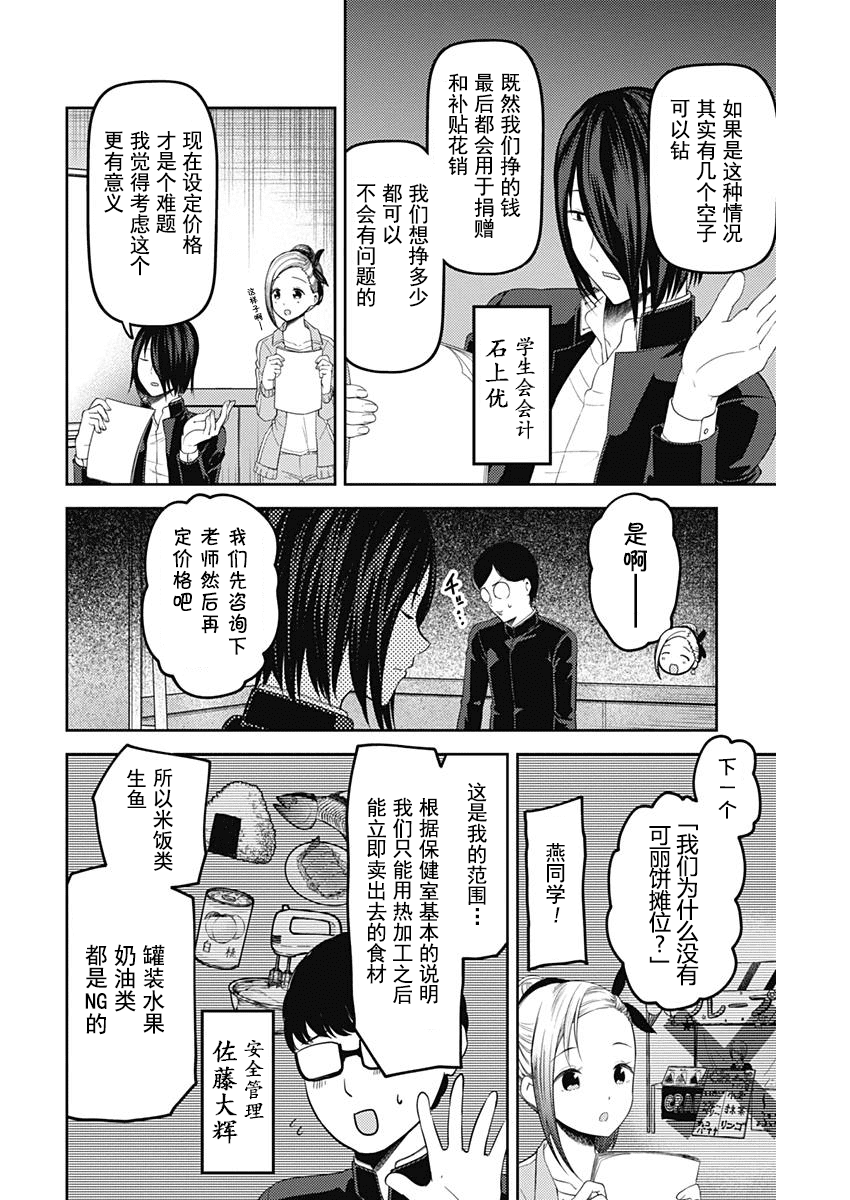 如果是这种情况
其实有几个空子
可以钻
既然我们挣的钱
最后都会用于捐赠
和补贴花销
我们想挣多少
都可以
不会有问题的
学生会会计
石上优
这样子啊—
现在设定价格
才是个难题
我觉得考虑这个
更有意义
是啊——
チッ…
我们先咨询下
老师然后再
定价格吧
下一个
「我们为什么没有
可丽饼摊位？」
燕同学！
这是我的范围…
根据保健室基本的说明
我们只能用热加工之后
能立即卖出去的食材
安全管理
佐藤大辉
所以米饭类
生鱼
罐装水果
奶油类
都是NG的
白桃
リンゴ